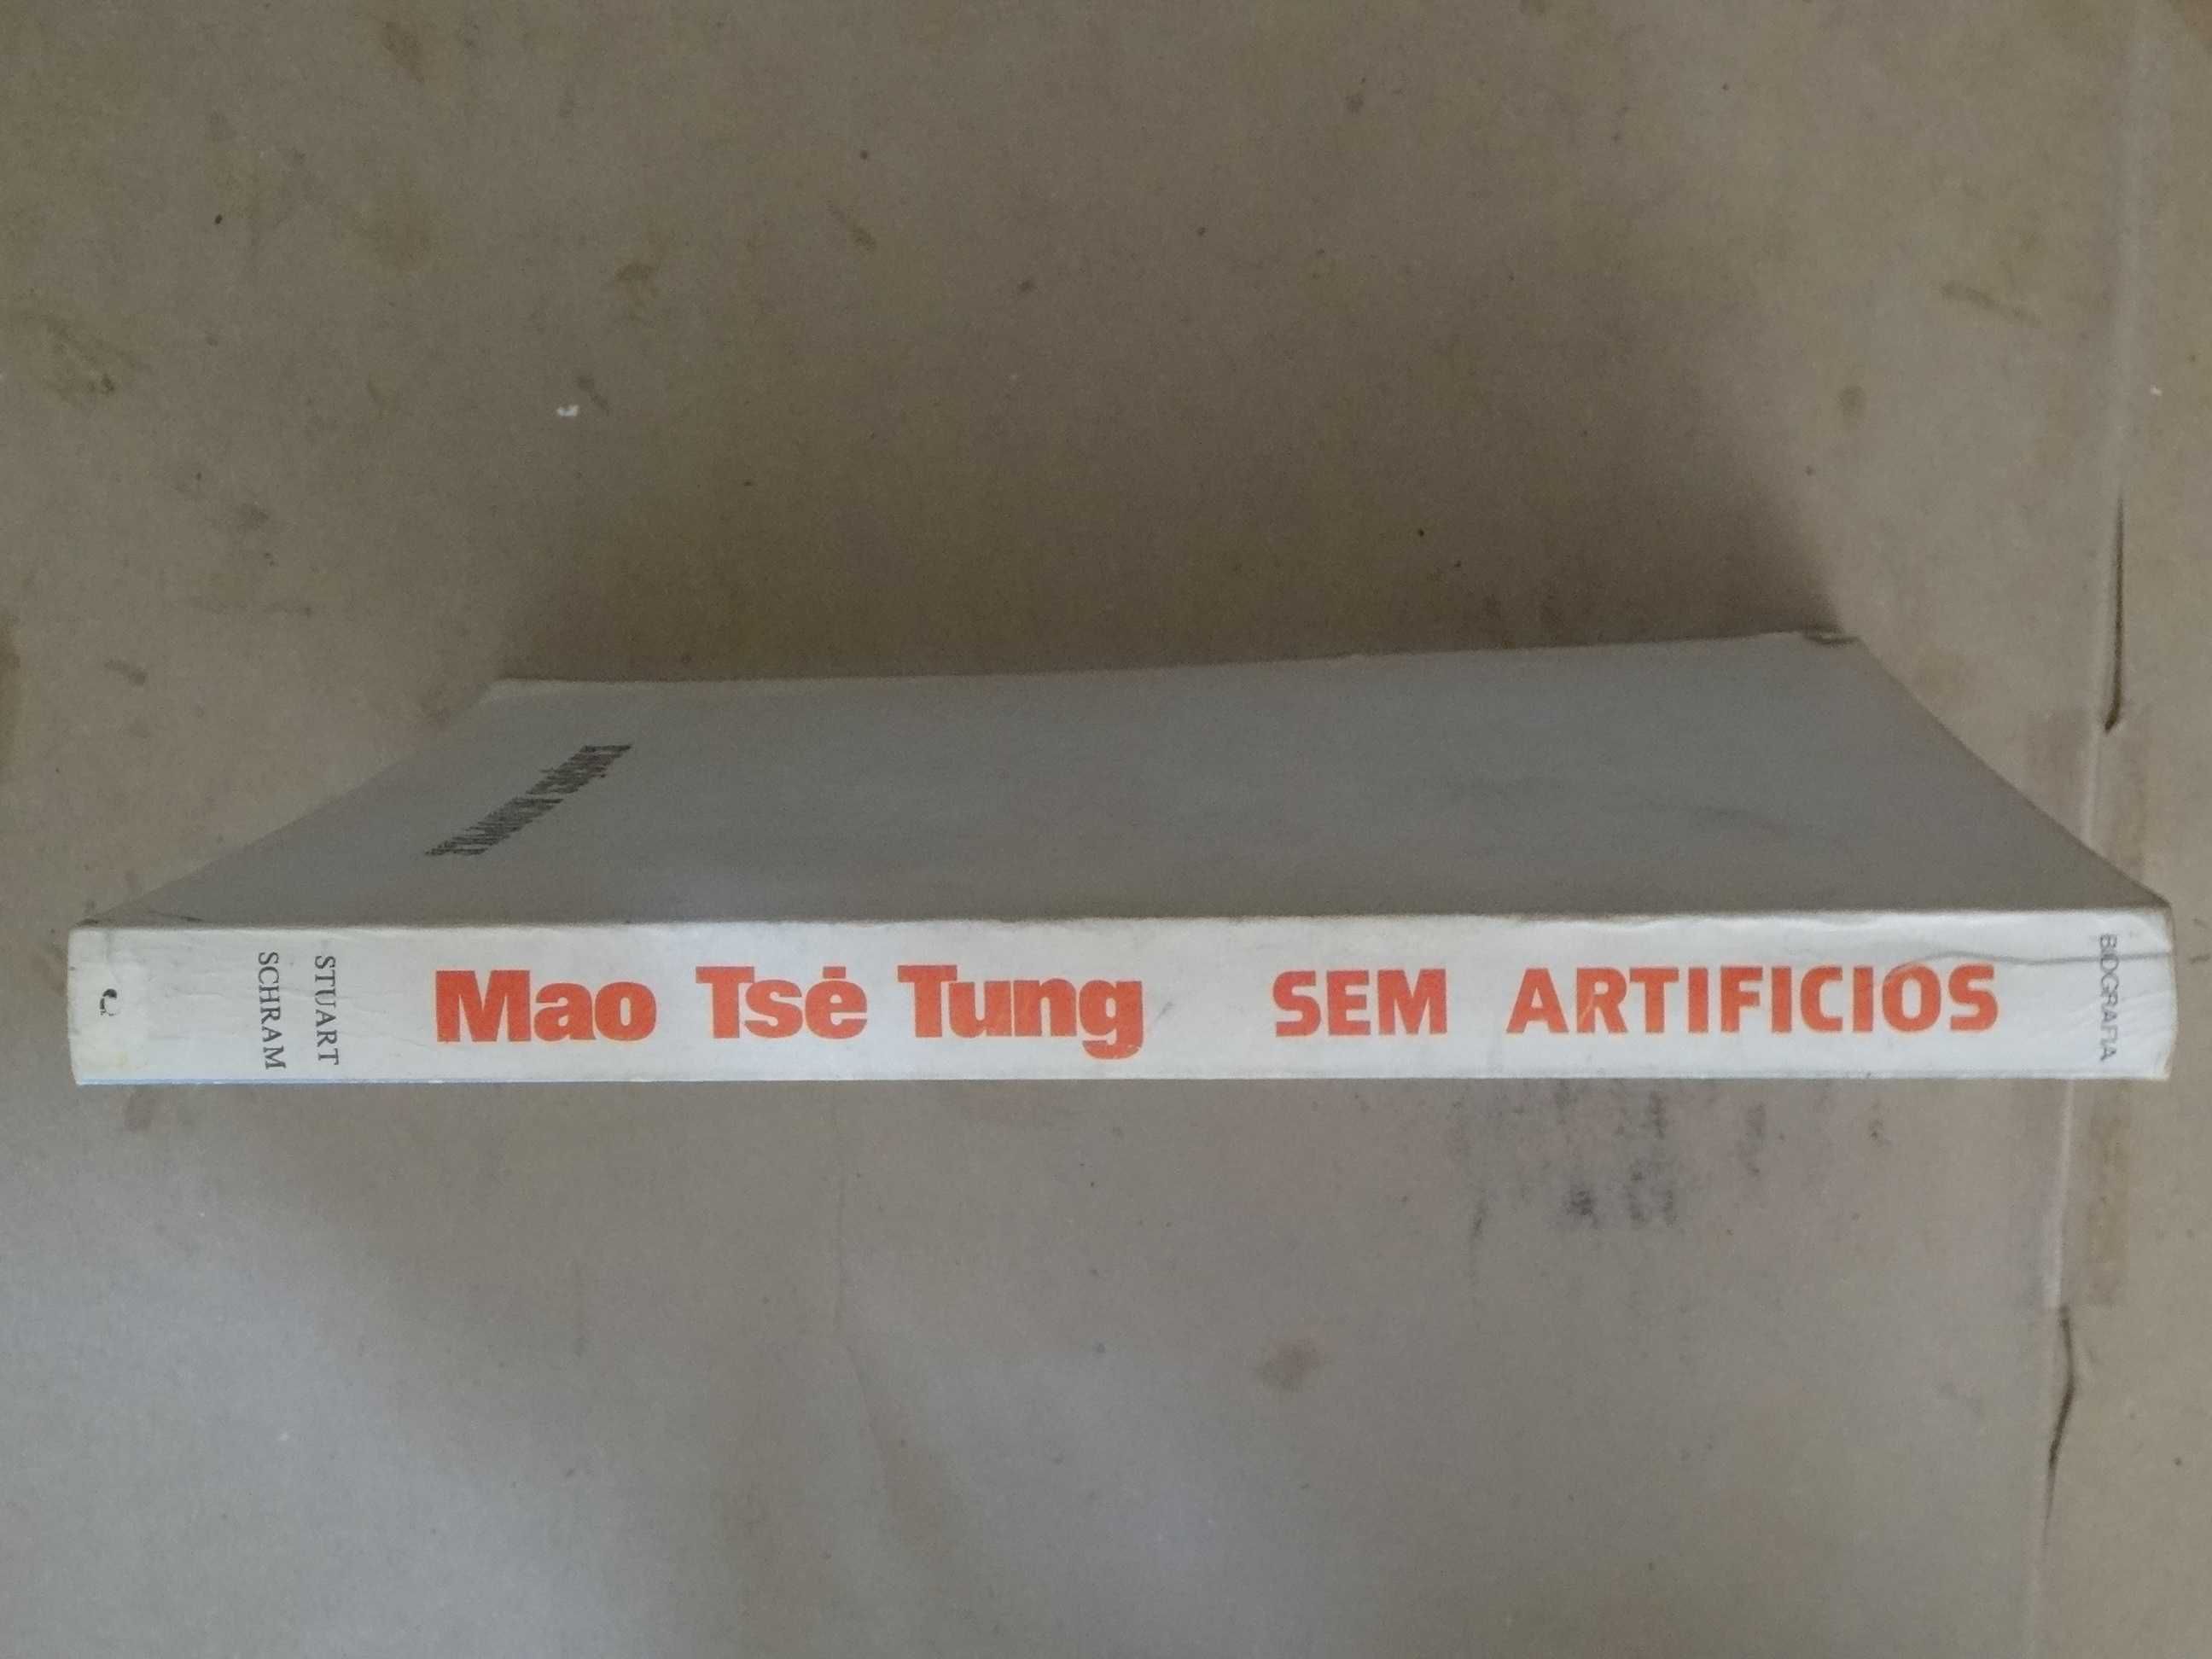 STUART
SCHRAM
Mao Tsé Tung SEM ARTIFICIOS
BIOGRAFIA